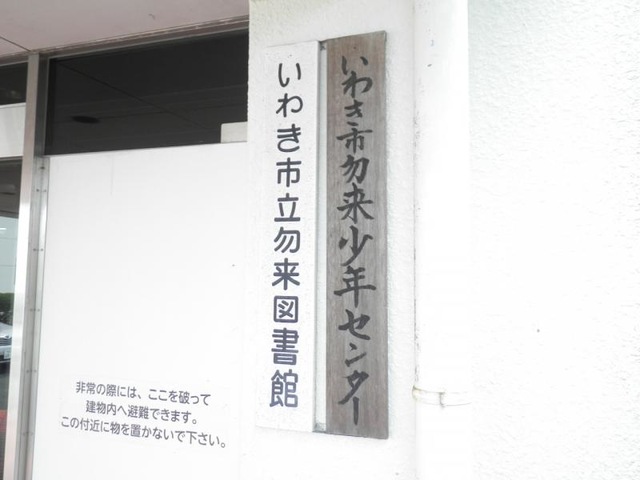 いわき市勿来少年センター
いわき市立勿来図書館
非常の際には、ここを破って
建物内へ避難できます。
この付近に物を置かないで下さい。